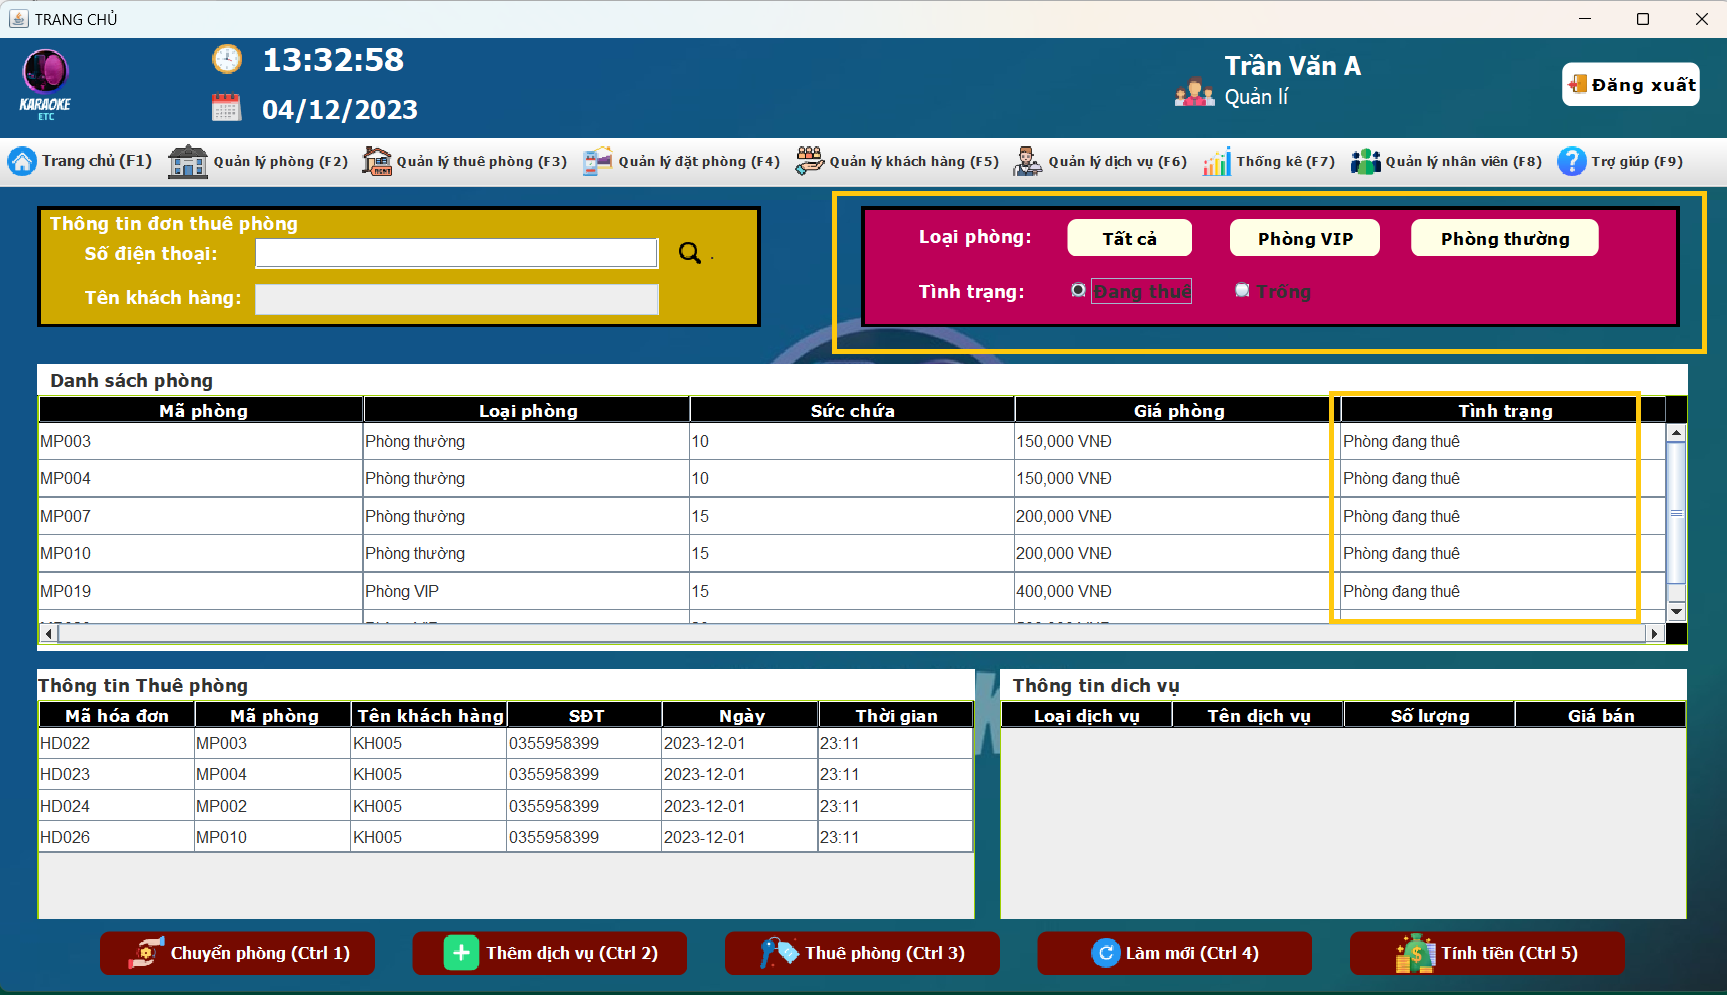 TRANG CHỦ
KARAOKE
ETC
13:32:58
04/12/2023
Trần Văn A
Quản lí
Đăng xuất
Trang chủ (F1) Quản lý phòng (F2) Quản lý thuê phòng (F3) Quản lý đặt phòng (F4) Quản lý khách hàng (F5) Quản lý dịch vụ (F6) Thống kê (F7) Quản lý nhân viên (F8) Trợ giúp (F9)
Thông tin đơn thuê phòng
Số điện thoại: .
Tên khách hàng:
Loại phòng: Tất cả Phòng VIP Phòng thường
Tình trạng: Đang thuê Trống
Danh sách phòng
Mã phòng Loại phòng Sức chứa Giá phòng Tình trạng
MP003 Phòng thường 10 150,000 VNĐ Phòng đang thuê
MP004 Phòng thường 10 150,000 VNĐ Phòng đang thuê
MP007 Phòng thường 15 200,000 VNĐ Phòng đang thuê
MP010 Phòng thường 15 200,000 VNĐ Phòng đang thuê
MP019 Phòng VIP 15 400,000 VNĐ Phòng đang thuê
Thông tin Thuê phòng
Mã hóa đơn Mã phòng Tên khách hàng SĐT Ngày Thời gian
HD022 MP003 KH005 0355958399 2023-12-01 23:11
HD023 MP004 KH005 0355958399 2023-12-01 23:11
HD024 MP002 KH005 0355958399 2023-12-01 23:11
HD026 MP010 KH005 0355958399 2023-12-01 23:11
Thông tin dich vụ
Loại dịch vụ Tên dịch vụ Số lượng Giá bán
Chuyển phòng (Ctrl 1) Thêm dịch vụ (Ctrl 2) Thuê phòng (Ctrl 3) Làm mới (Ctrl 4) Tính tiền (Ctrl 5)